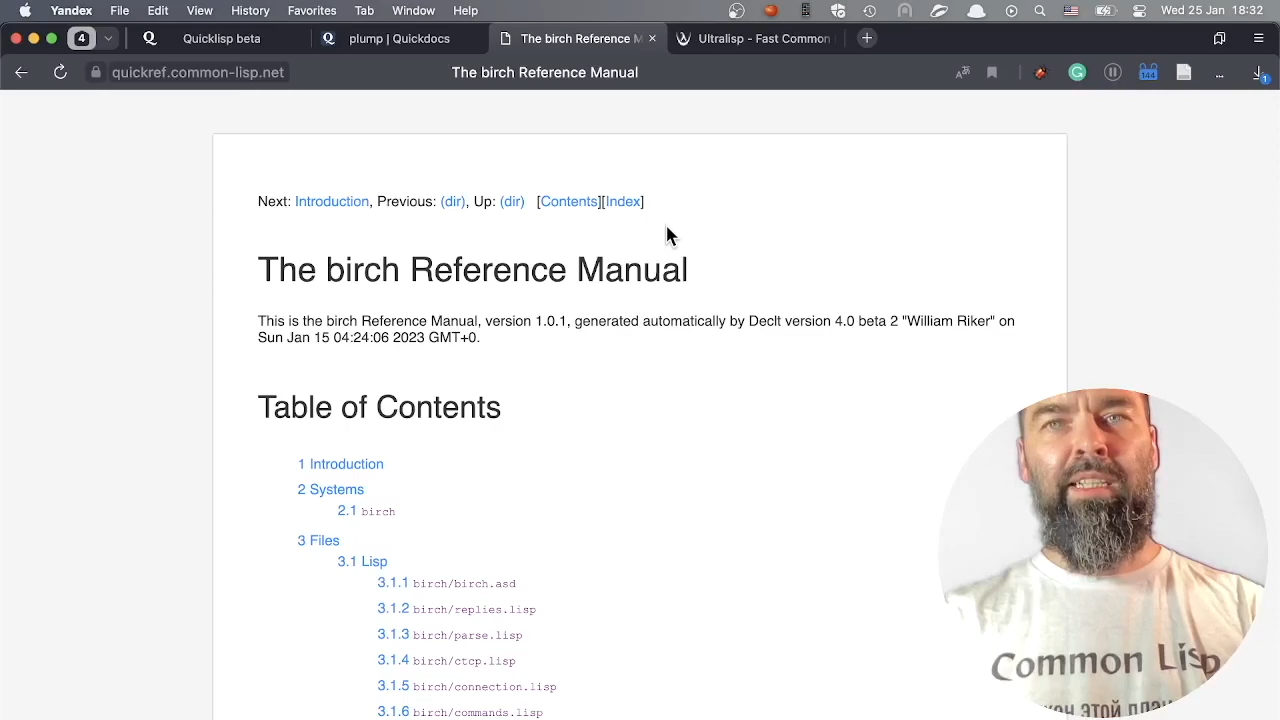 Yandex File Edit View History Favorites Tab Window Help Wed 25 Jan 18:32
4 Quicklisp beta plump | Quickdocs The birch Reference M Ultralisp - Fast Common
quickref.common-lisp.net The birch Reference Manual 144 1
Next: Introduction, Previous: (dir), Up: (dir) [Contents][Index]
The birch Reference Manual
This is the birch Reference Manual, version 1.0.1, generated automatically by Declt version 4.0 beta 2 "William Riker" on
Sun Jan 15 04:24:06 2023 GMT+0.
Table of Contents
1 Introduction
2 Systems
2.1 birch
3 Files
3.1 Lisp
3.1.1 birch/birch.asd
3.1.2 birch/replies.lisp
3.1.3 birch/parse.lisp
3.1.4 birch/ctcp.lisp
3.1.5 birch/connection.lisp
3.1.6 birch/commands.lisp
Common Lisp
этой